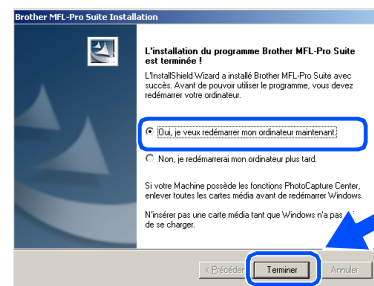 Brother MFL-Pro Suite Installation
L'installation du programme Brother MFL-Pro Suite
est terminée !
L'InstallShield Wizard a installé Brother MFL-Pro Suite avec
succès. Avant de pouvoir utiliser le programme, vous devez
redémarrer votre ordinateur.
Oui, je veux redémarrer mon ordinateur maintenant.
Non, je redémarrerai mon ordinateur plus tard.
Si votre Machine possède les fonctions PhotoCapture Center,
enlever toutes les cartes média avant de redémarrer Windows.
N'insérer pas une carte média tant que Windows n'a pas
de se charger.
< Précéder
Terminer
Annuler